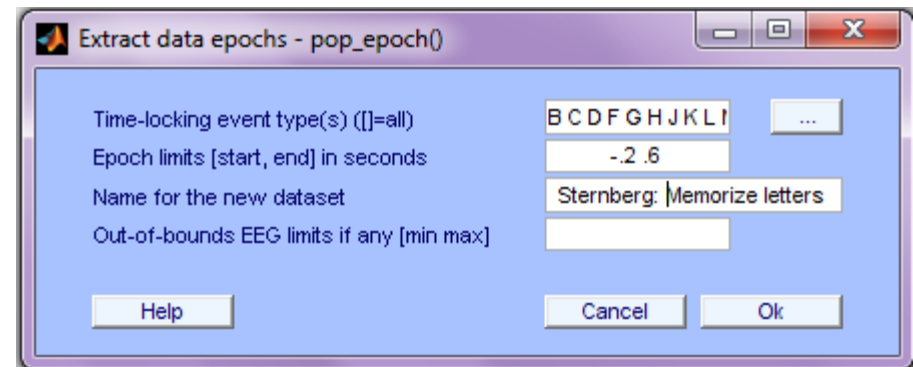 Extract data epochs - pop_epoch()
Time-locking event type(s) ([]=all) B C D F G H J K L ...
Epoch limits [start, end] in seconds -.2 .6
Name for the new dataset Sternberg: Memorize letters
Out-of-bounds EEG limits if any [min max]
Help Cancel Ok